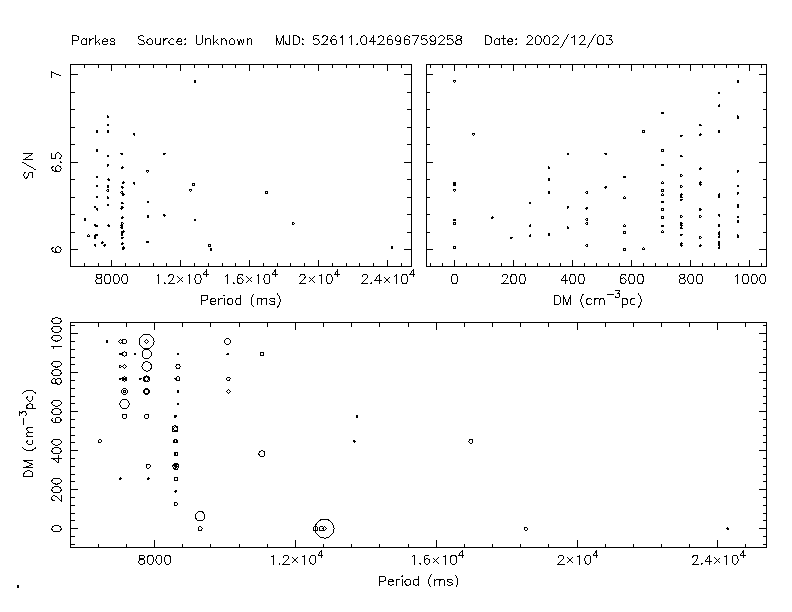 Parkes Source: Unknown MJD: 52611.042696759258 Date: 2002/12/03
7
6.5
6
S/N
8000 1.2×10⁴ 1.6×10⁴ 2×10⁴ 2.4×10⁴
Period (ms)
0 200 400 600 800 1000
DM (cm⁻³pc)
1000
800
600
400
200
0
DM (cm⁻³pc)
8000 1.2×10⁴ 1.6×10⁴ 2×10⁴ 2.4×10⁴
Period (ms)